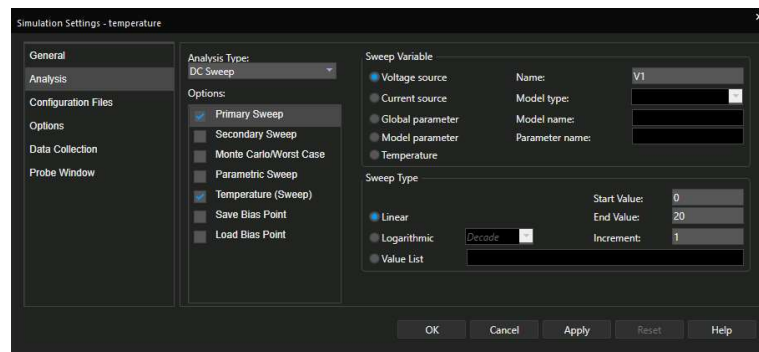 Simulation Settings - temperature
General
Analysis
Configuration Files
Options
Data Collection
Probe Window
Analysis Type:
DC Sweep
Options:
Primary Sweep
Secondary Sweep
Monte Carlo/Worst Case
Parametric Sweep
Temperature (Sweep)
Save Bias Point
Load Bias Point
Sweep Variable
Voltage source Name: V1
Current source Model type:
Global parameter Model name:
Model parameter Parameter name:
Temperature
Sweep Type
Start Value: 0
Linear End Value: 20
Logarithmic Decade Increment: 1
Value List
OK Cancel Apply Reset Help